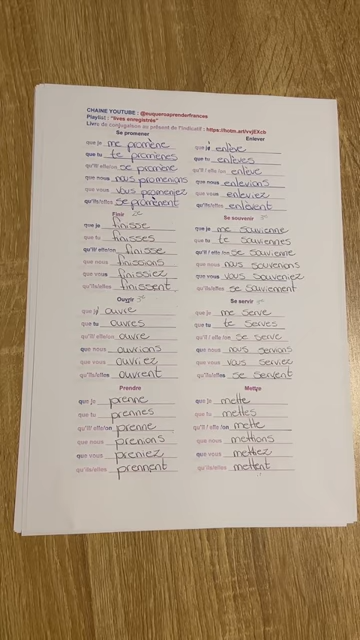 CHAINE YOUTUBE : @euqueroaprenderfrances
Playlist : "lives enregistrés"
Livre de conjugaison au présent de l'indicatif : https://hotm.art/vvjEXcb
Se promener
que je me promène
que tu te promènes
qu'il/ elle/on se promène
que nous nous promenions
que vous vous promeniez
qu'ils/elles se promènent
Enlever
que j' enlève
que tu enlèves
qu'il / elle /on enlève
que nous enlevions
que vous enleviez
qu'ils/elles enlèvent
Finir
que je finisse
que tu finisses
qu'il/ elle/on finisse
que nous finissions
que vous finissiez
qu'ils/elles finissent
Se souvenir
que je me souvienne
que tu te souviennes
qu'il / elle /on se souvienne
que nous nous souvenions
que vous vous souveniez
qu'ils/elles se souviennent
Ouvrir
que j' ouvre
que tu ouvres
qu'il/ elle/on ouvre
que nous ouvrions
que vous ouvriez
qu'ils/elles ouvrent
Se servir
que je me serve
que tu te serves
qu'il / elle /on se serve
que nous nous servions
que vous vous serviez
qu'ils/elles se servent
Prendre
que je prenne
que tu prennes
qu'il/ elle/on prenne
que nous prenions
que vous preniez
qu'ils/elles prennent
Mettre
que je mette
que tu mettes
qu'il / elle /on mette
que nous mettions
que vous mettiez
qu'ils/elles mettent